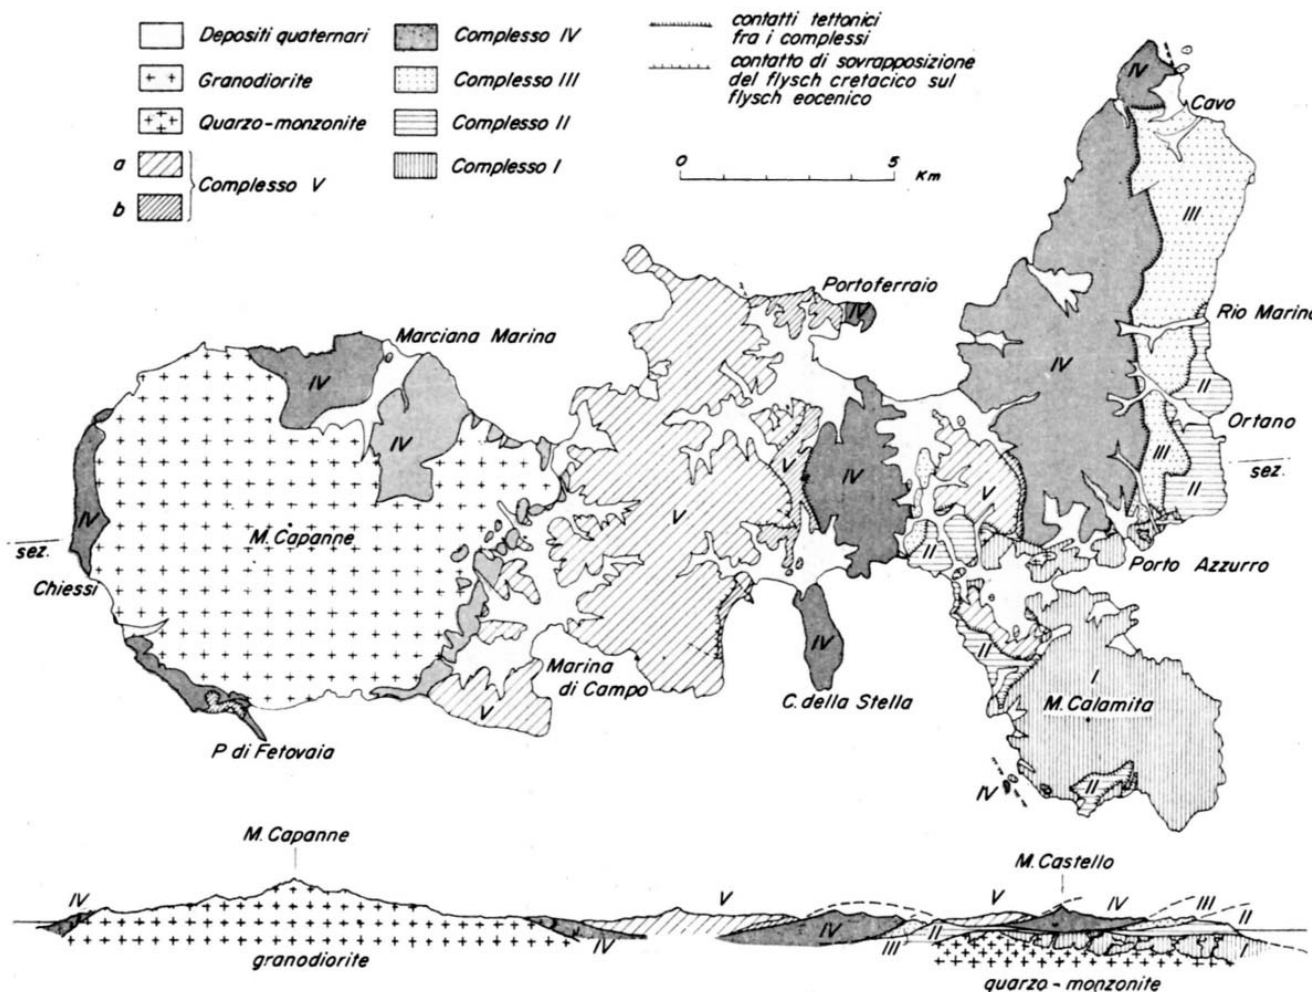 Depositi quaternari
Granodiorite
Quarzo-monzonite
a
b
Complesso V
Complesso IV
Complesso III
Complesso II
Complesso I
contatti tettonici
fra i complessi
contatto di sovrapposizione
del flysch cretacico sul
flysch eocenico
0
5
Km
IV
Cavo
III
Portoferraio
IV
Rio Marina
Marciana Marina
IV
IV
IV
II
Ortano
III
sez.
II
V
IV
V
V
IV
M. Capanne
sez.
Chiessi
II
Porto Azzurro
Marina
di Campo
V
IV
C. della Stella
II
I
M. Calamita
P. di Fetovaia
IV
II
M. Capanne
M. Castello
IV
V
V
IV
III
II
IV
IV
III
II
I
granodiorite
quarzo-monzonite